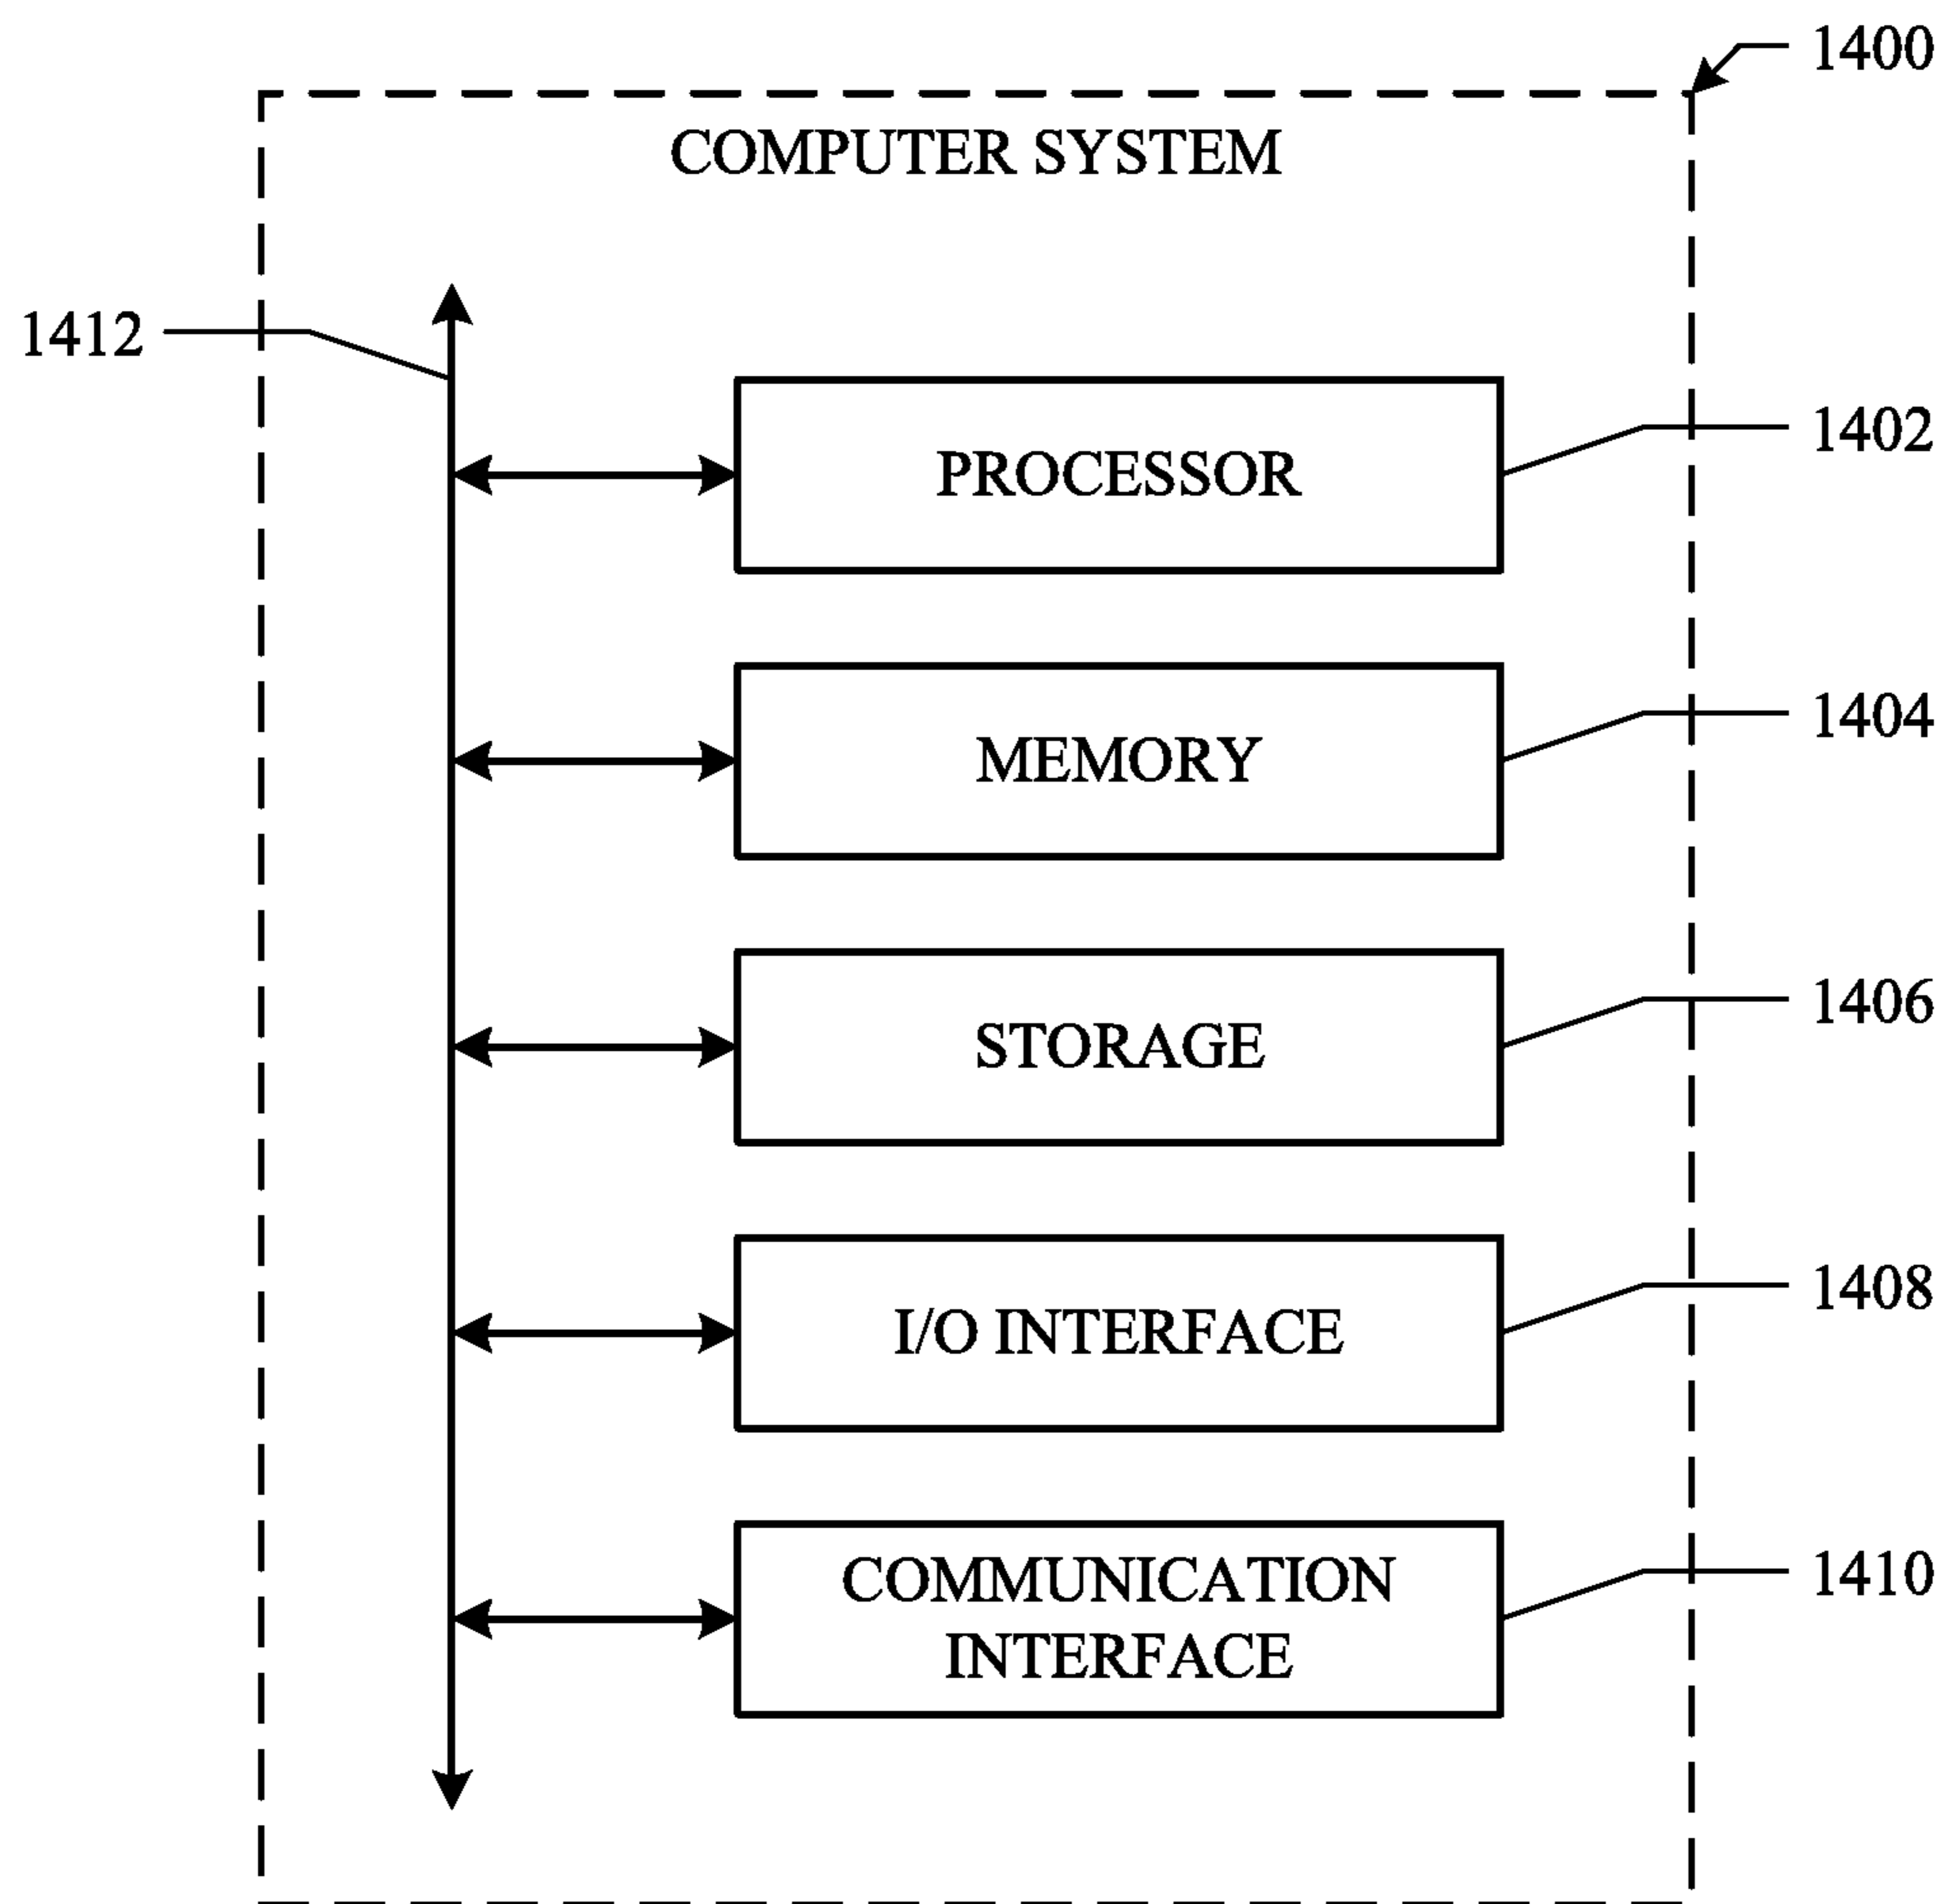 1400
COMPUTER SYSTEM
1412
1402
PROCESSOR
1404
MEMORY
1406
STORAGE
1408
I/O INTERFACE
1410
COMMUNICATION
INTERFACE